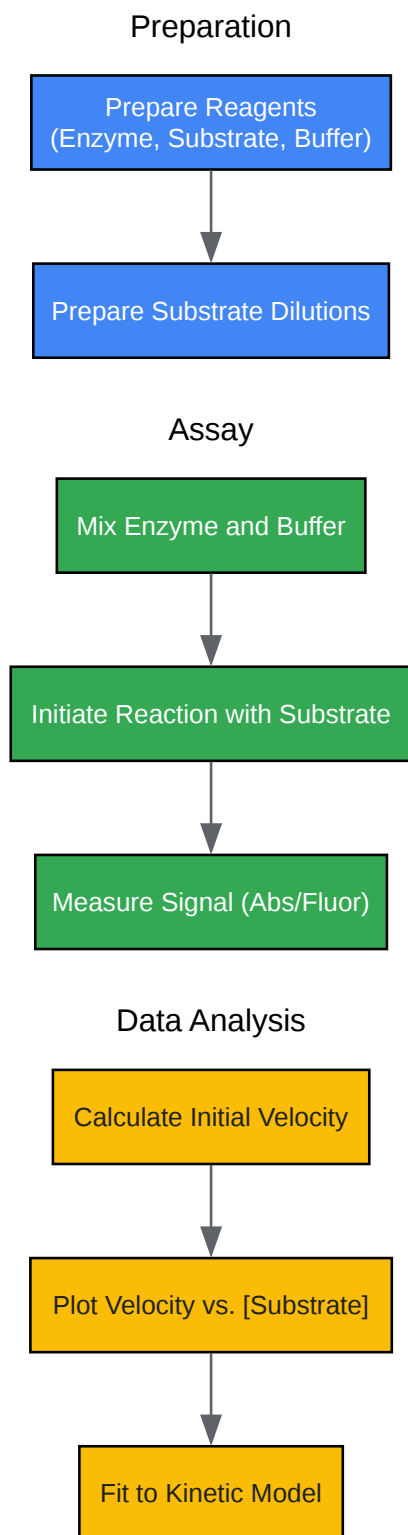 Preparation
Prepare Reagents
(Enzyme, Substrate, Buffer)
Prepare Substrate Dilutions
Assay
Mix Enzyme and Buffer
Initiate Reaction with Substrate
Measure Signal (Abs/Fluor)
Data Analysis
Calculate Initial Velocity
Plot Velocity vs. [Substrate]
Fit to Kinetic Model